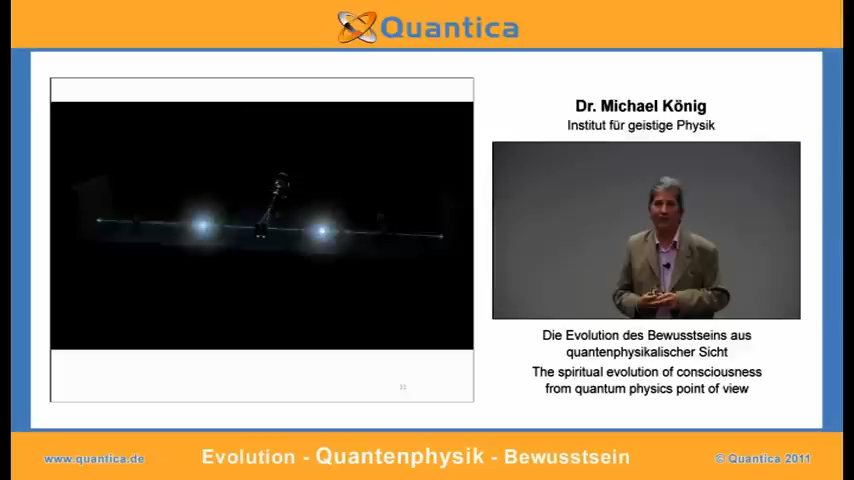 Quantica
Dr. Michael König
Institut für geistige Physik
Die Evolution des Bewusstseins aus
quantenphysikalischer Sicht
The spiritual evolution of consciousness
from quantum physics point of view
www.quantica.de
Evolution - Quantenphysik - Bewusstsein
© Quantica 2011